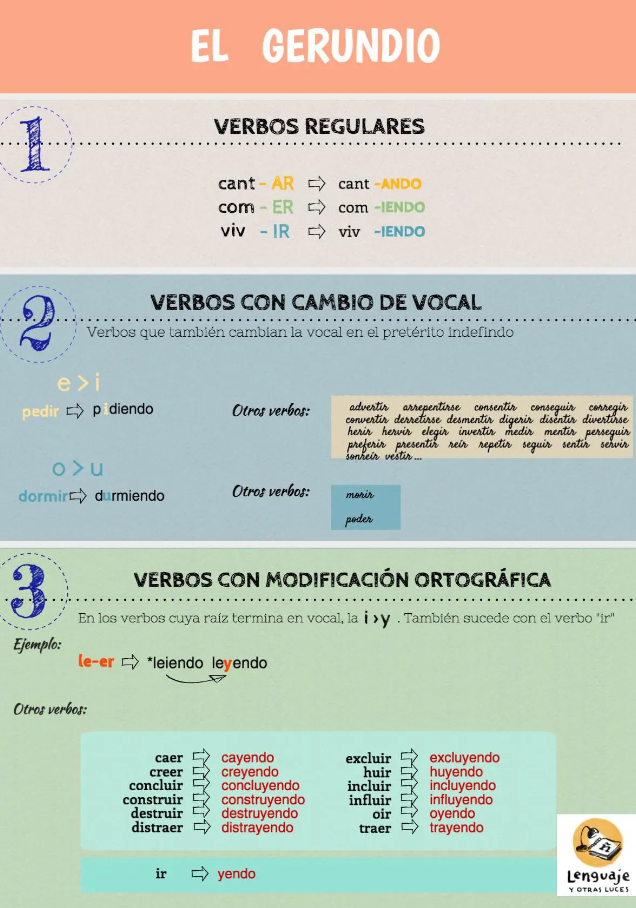 EL GERUNDIO
1
VERBOS REGULARES
cant - AR ⇨ cant -ANDO
com - ER ⇨ com -IENDO
viv - IR ⇨ viv -IENDO
2
VERBOS CON CAMBIO DE VOCAL
Verbos que también cambian la vocal en el pretérito indefindo
e > i
pedir ⇨ pidiendo
Otros verbos:
advertir arrepentirse consentir conseguir corregir
convertir derretirse desmentir digerir disentir divertirse
herir hervir elegir invertir medir mentir perseguir
preferir presentir reír repetir seguir sentir servir
sonreír vestir ...
o > u
dormir ⇨ durmiendo
Otros verbos:
morir
poder
3
VERBOS CON MODIFICACIÓN ORTOGRÁFICA
En los verbos cuya raíz termina en vocal, la i >y . También sucede con el verbo "ir"
Ejemplo:
le-er ⇨ *leiendo leyendo
Otros verbos:
caer ⇨ cayendo
creer ⇨ creyendo
concluir ⇨ concluyendo
construir ⇨ construyendo
destruir ⇨ destruyendo
distraer ⇨ distrayendo
excluir ⇨ excluyendo
huir ⇨ huyendo
incluir ⇨ incluyendo
influir ⇨ influyendo
oir ⇨ oyendo
traer ⇨ trayendo
ir ⇨ yendo
ñ
Lenguaje
Y OTRAS LUCES